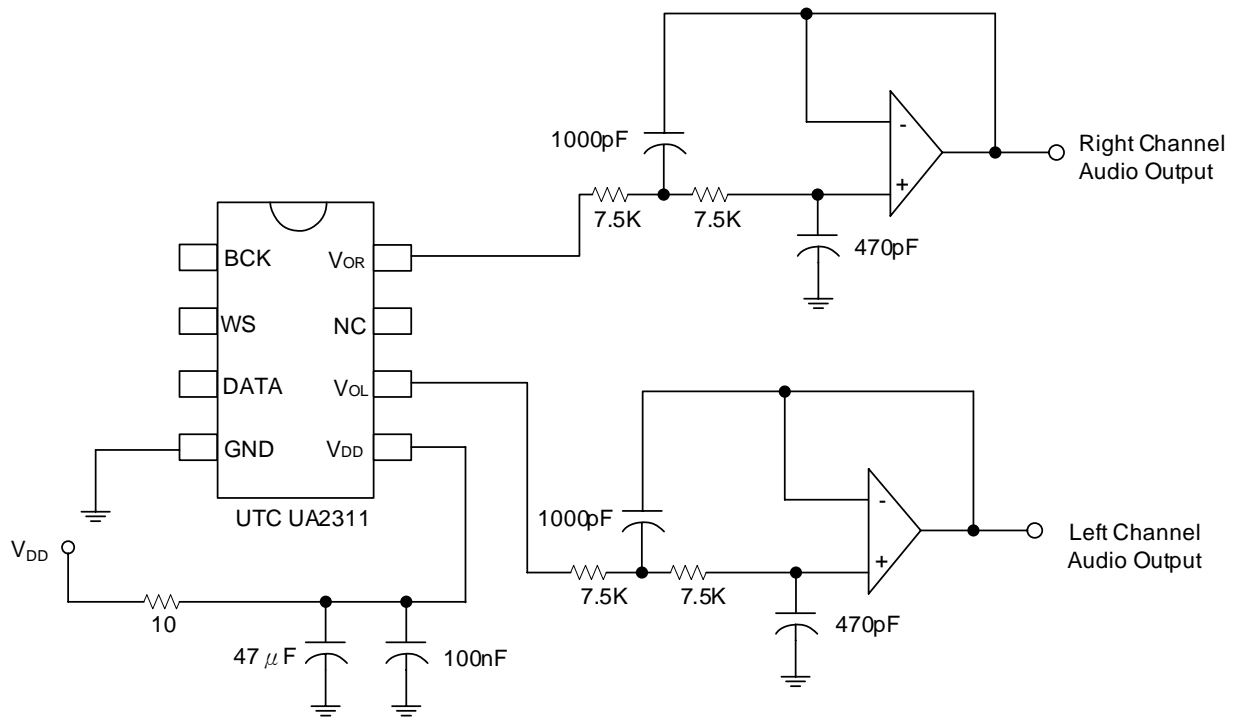 1000pF
-
+
7.5K
7.5K
470pF
Right Channel
Audio Output
BCK
VOR
WS
NC
DATA
VOL
GND
VDD
UTC UA2311
1000pF
-
+
7.5K
7.5K
470pF
Left Channel
Audio Output
VDD
10
47μF
100nF